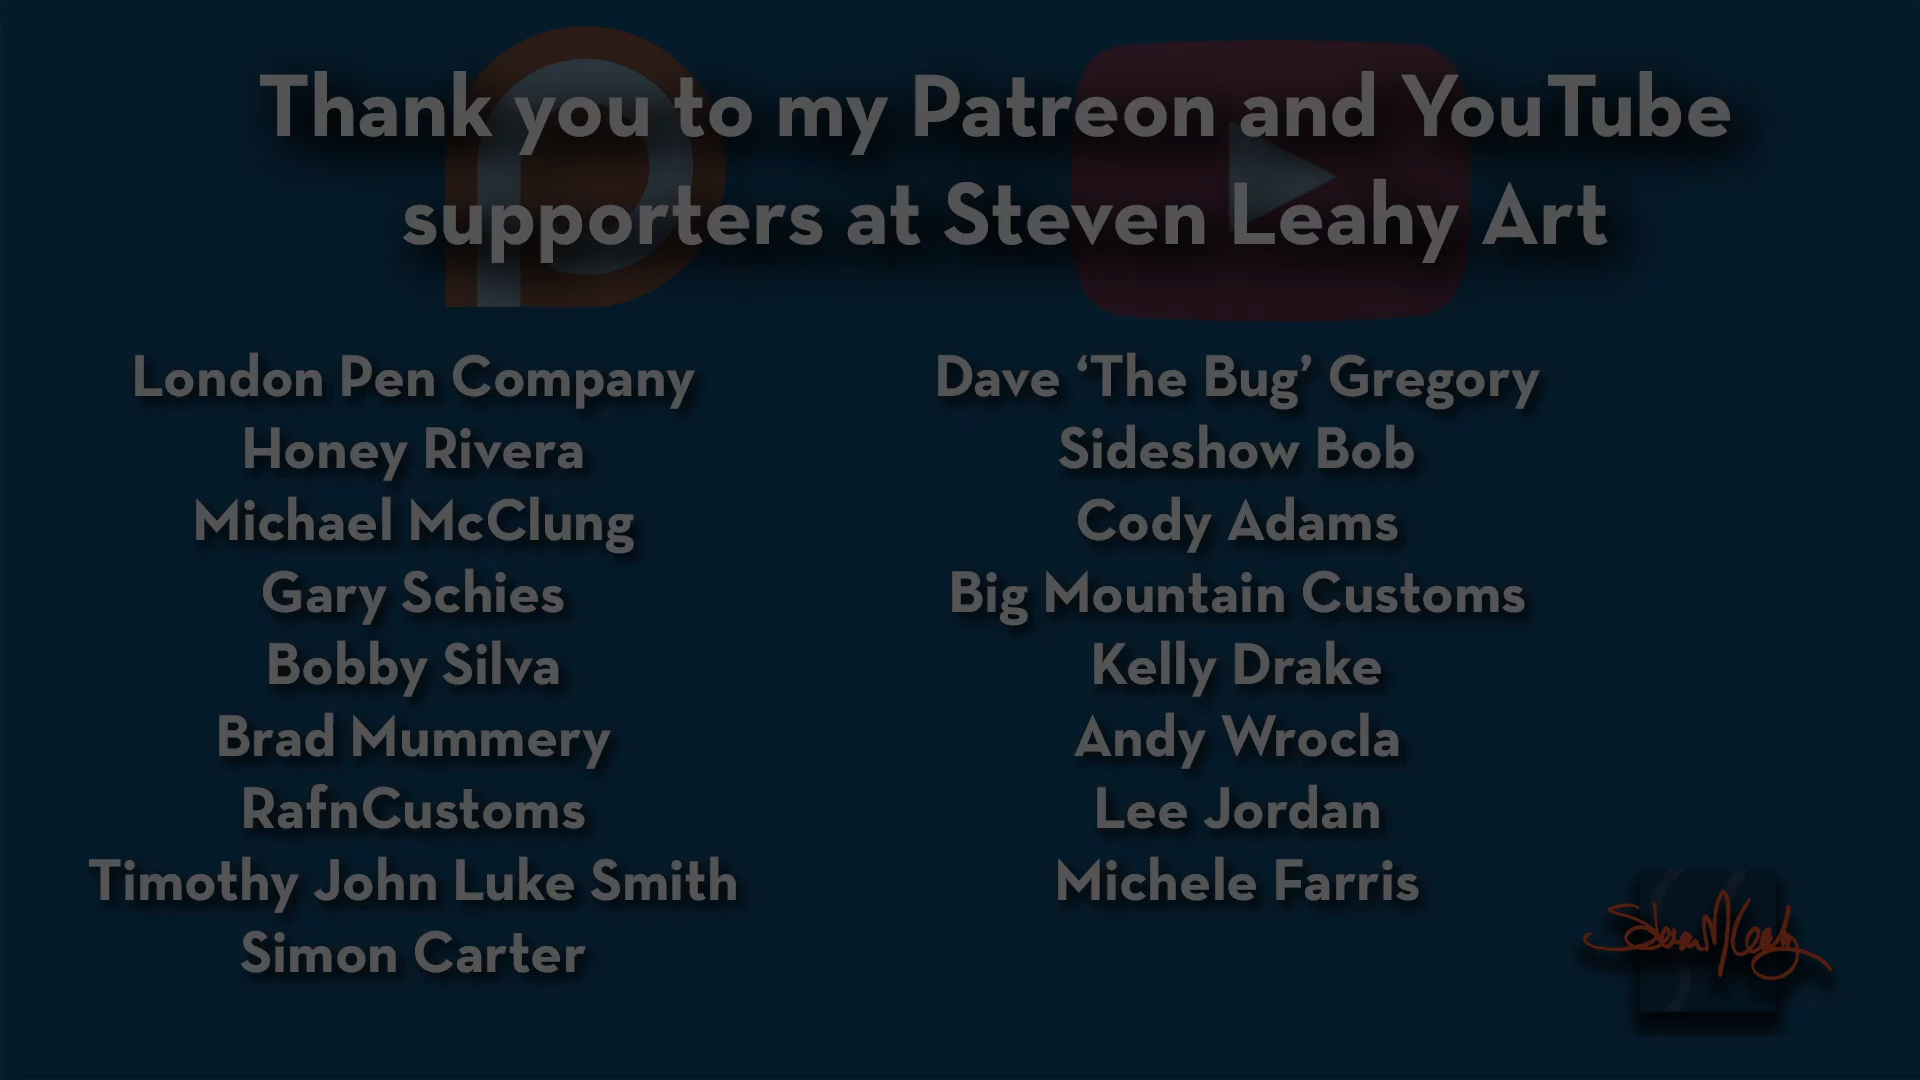 Thank you to my Patreon and YouTube
supporters at Steven Leahy Art
London Pen Company
Honey Rivera
Michael McClung
Gary Schies
Bobby Silva
Brad Mummery
RafnCustoms
Timothy John Luke Smith
Simon Carter
Dave ‘The Bug’ Gregory
Sideshow Bob
Cody Adams
Big Mountain Customs
Kelly Drake
Andy Wrocla
Lee Jordan
Michele Farris